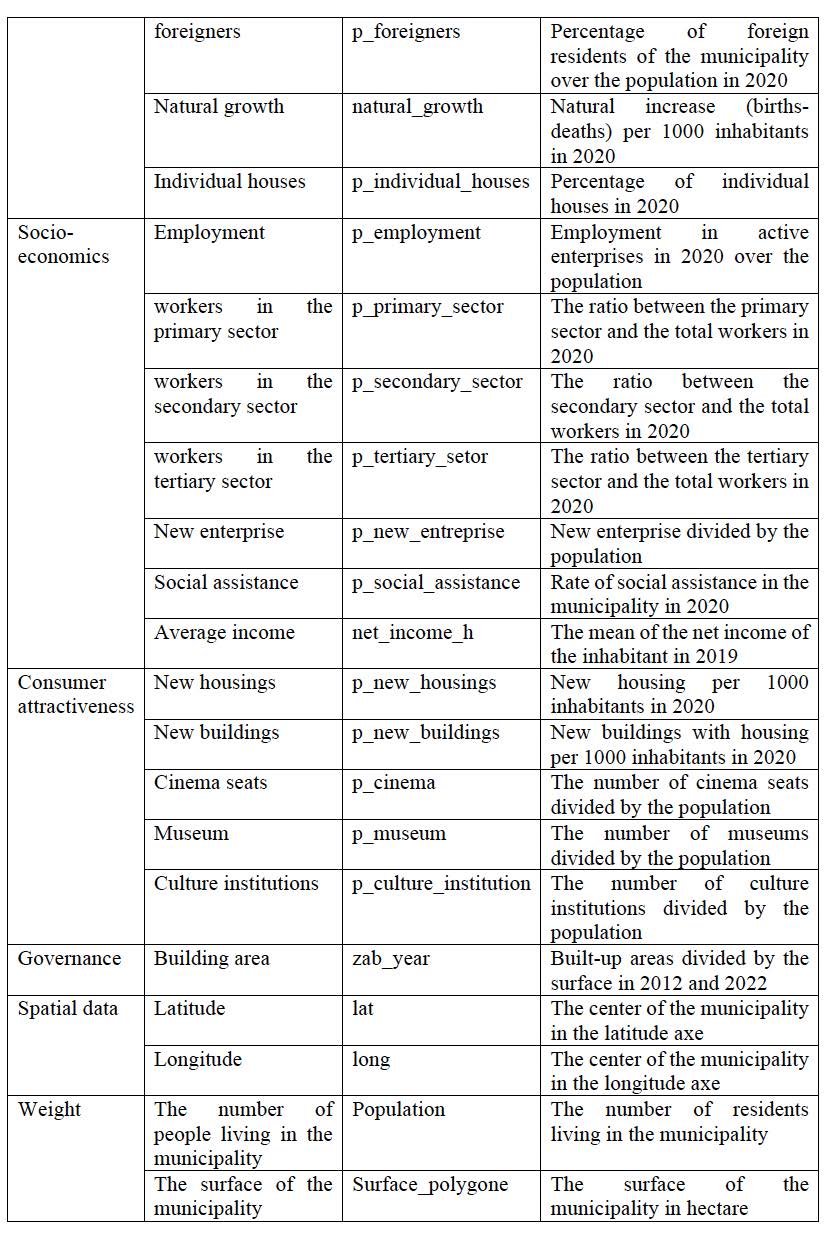 foreigners p_foreigners Percentage of foreign
residents of the municipality
over the population in 2020
Natural growth natural_growth Natural increase (births-
deaths) per 1000 inhabitants
in 2020
Individual houses p_individual_houses Percentage of individual
houses in 2020
Socio- Employment p_employment Employment in active
economics enterprises in 2020 over the
population
workers in the p_primary_sector The ratio between the primary
primary sector sector and the total workers in
2020
workers in the p_secondary_sector The ratio between the
secondary sector secondary sector and the total
workers in 2020
workers in the p_tertiary_setor The ratio between the tertiary
tertiary sector sector and the total workers in
2020
New enterprise p_new_entreprise New enterprise divided by the
population
Social assistance p_social_assistance Rate of social assistance in the
municipality in 2020
Average income net_income_h The mean of the net income of
the inhabitant in 2019
Consumer New housings p_new_housings New housing per 1000
attractiveness inhabitants in 2020
New buildings p_new_buildings New buildings with housing
per 1000 inhabitants in 2020
Cinema seats p_cinema The number of cinema seats
divided by the population
Museum p_museum The number of museums
divided by the population
Culture institutions p_culture_institution The number of culture
institutions divided by the
population
Governance Building area zab_year Built-up areas divided by the
surface in 2012 and 2022
Spatial data Latitude lat The center of the municipality
in the latitude axe
Longitude long The center of the municipality
in the longitude axe
Weight The number of Population The number of residents
people living in the living in the municipality
municipality
The surface of the Surface_polygone The surface of the
municipality municipality in hectare